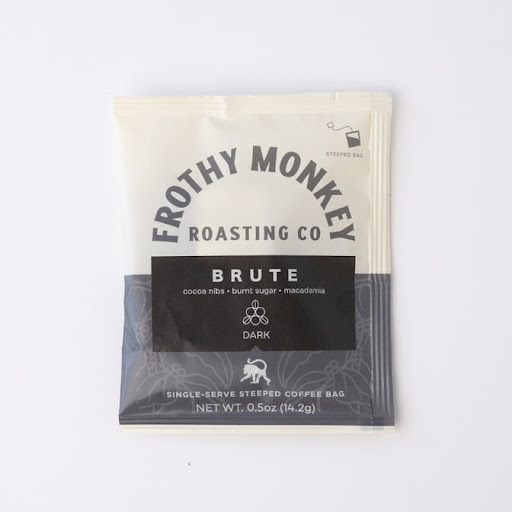 STEEPED BAG
FROTHY MONKEY
ROASTING CO
BRUTE
cocoa nibs • burnt sugar • macadamia
DARK
SINGLE-SERVE STEEPED COFFEE BAG
NET WT. 0.5oz (14.2g)